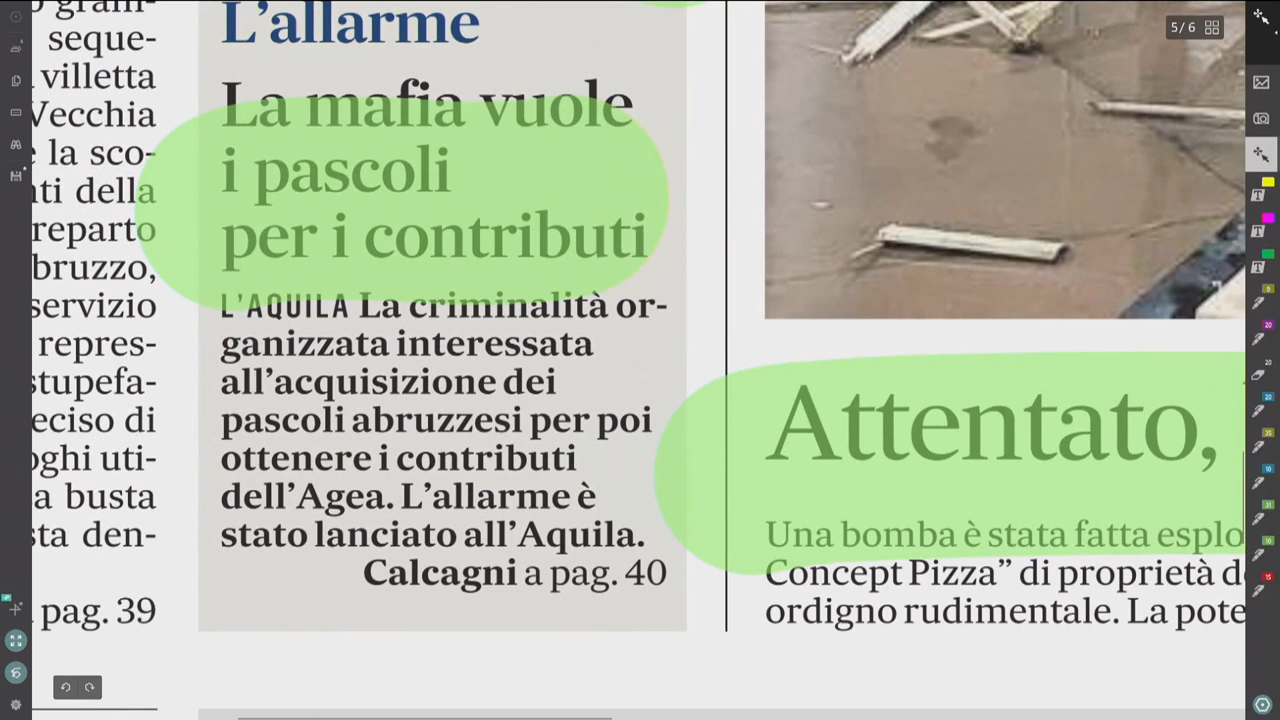 seque-
villetta
Vecchia
la sco-
nti della
reparto
bruzzo,
servizio
repres-
stupefa-
eciso di
oghi uti-
a busta
sta den-
pag. 39
L'allarme
La mafia vuole
i pascoli
per i contributi
L'AQUILA La criminalità or-
ganizzata interessata
all'acquisizione dei
pascoli abruzzesi per poi
ottenere i contributi
dell'Agea. L'allarme è
stato lanciato all'Aquila.
Calcagni a pag. 40
5/6
Attentato,
Una bomba è stata fatta esplo
Concept Pizza” di proprietà d
ordigno rudimentale. La pote